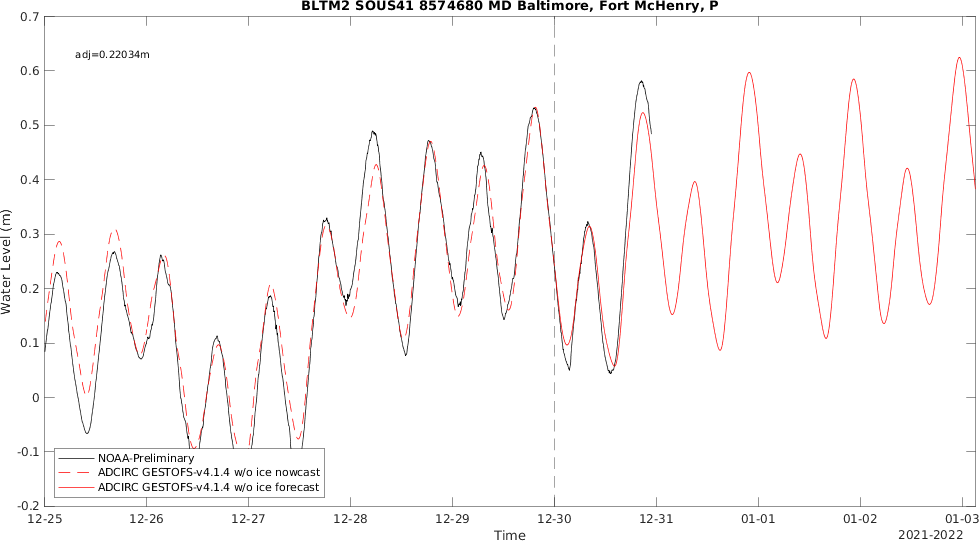 BLTM2 SOUS41 8574680 MD Baltimore, Fort McHenry, P
adj=0.22034m
Water Level (m)
0.7
0.6
0.5
0.4
0.3
0.2
0.1
0
-0.1
-0.2
NOAA-Preliminary
ADCIRC GESTOFS-v4.1.4 w/o ice nowcast
ADCIRC GESTOFS-v4.1.4 w/o ice forecast
12-25 12-26 12-27 12-28 12-29 12-30 12-31 01-01 01-02 01-03
Time
2021-2022